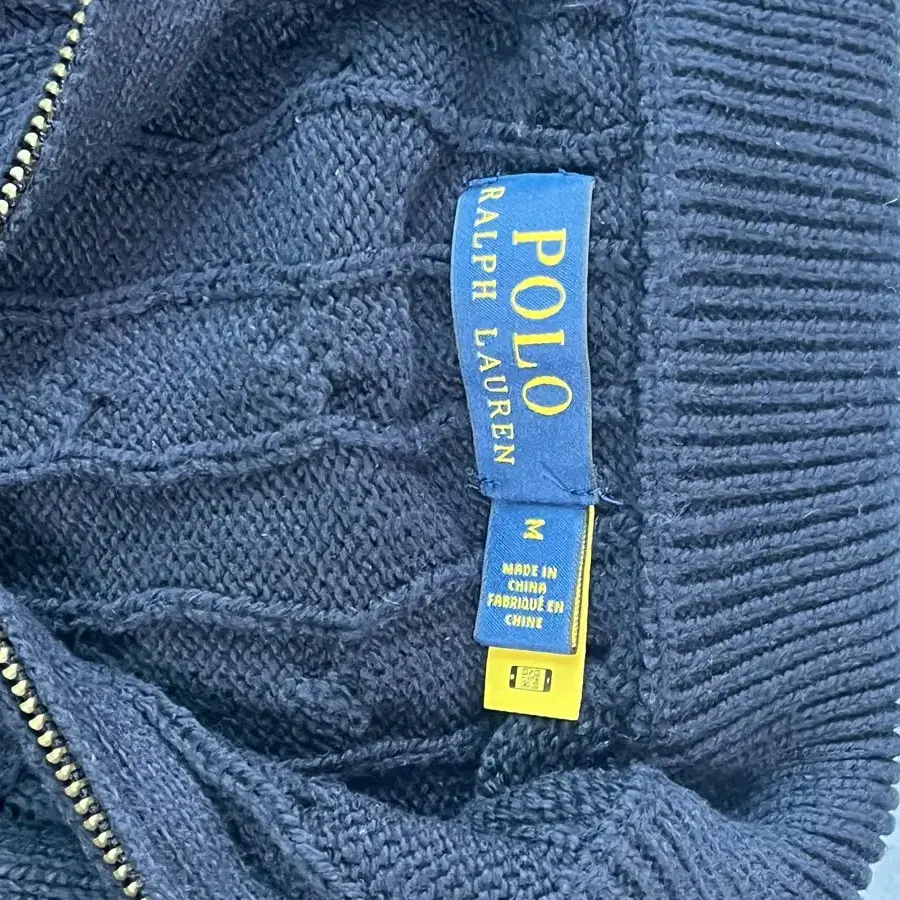 POLO
RALPH LAUREN
M
MADE IN
CHINA
FABRIQUÉ EN
CHINE